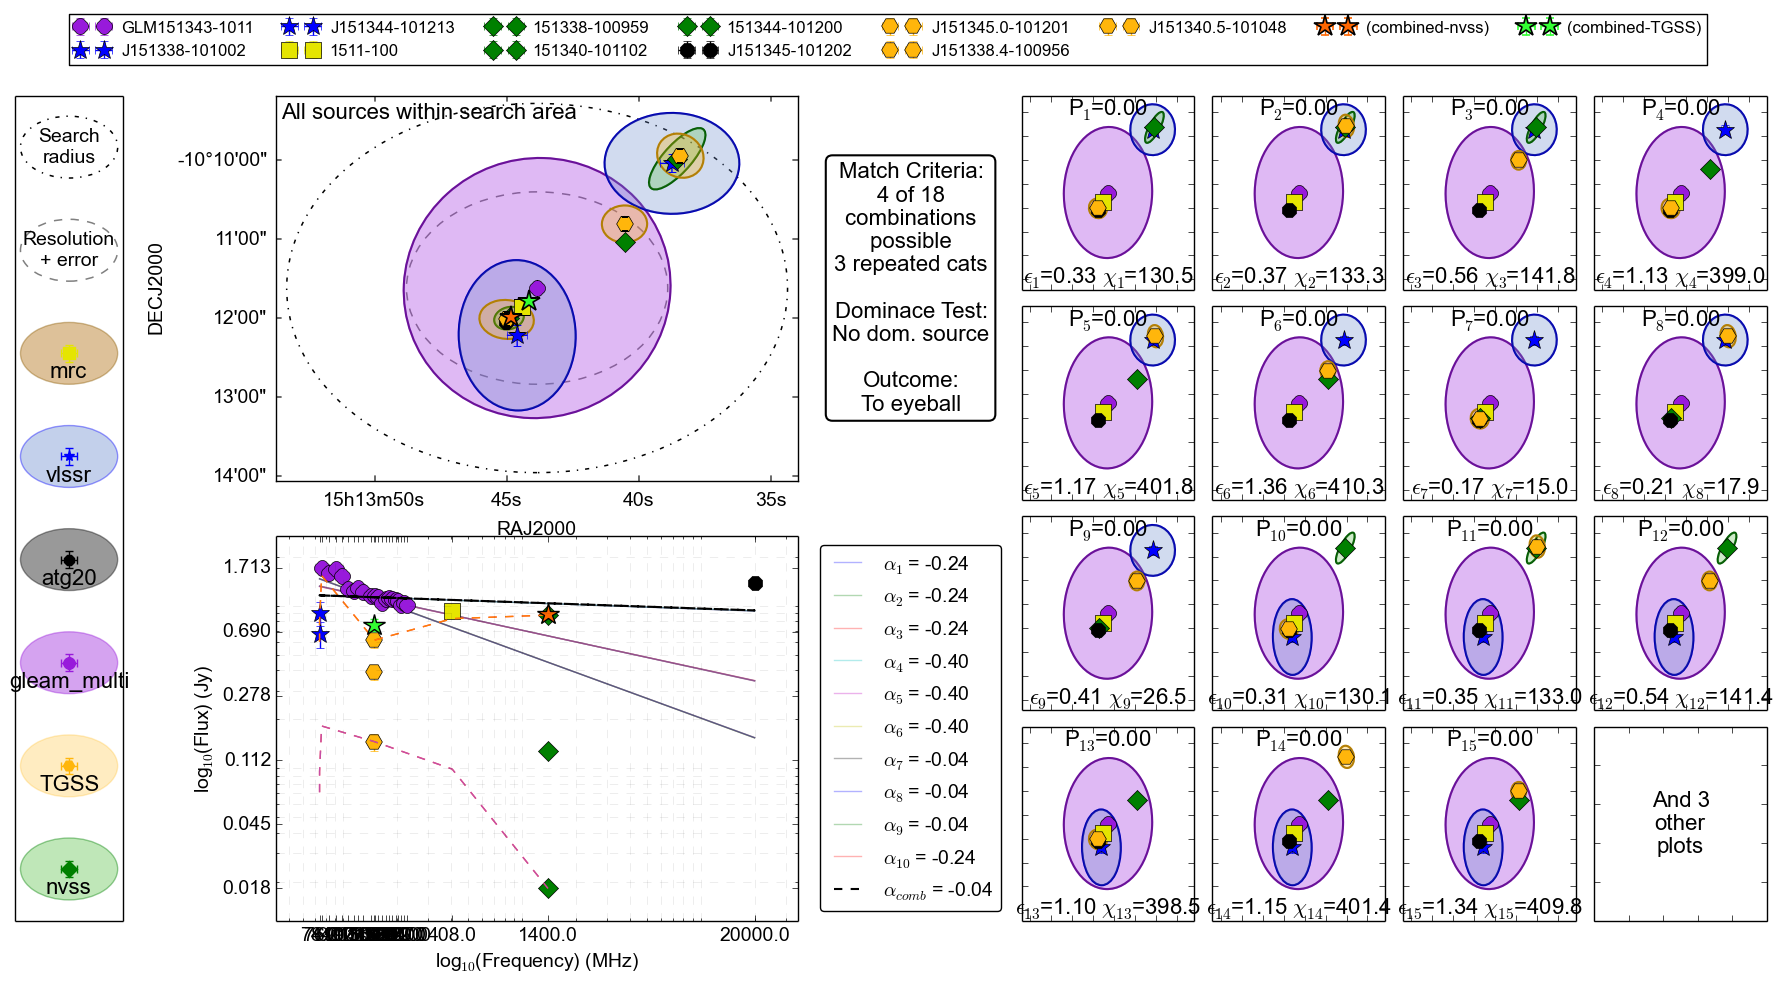 GLM151343-1011
J151344-101213
151338-100959
151344-101200
J151345.0-101201
J151340.5-101048
(combined-nvss)
(combined-TGSS)
J151338-101002
1511-100
151340-101102
J151345-101202
J151338.4-100956
Search
radius
Resolution
+ error
mrc
vlssr
atg20
gleam_multi
TGSS
nvss
All sources within search area
DECJ2000
-10°10'00"
11'00"
12'00"
13'00"
14'00"
15h13m50s
45s
40s
35s
RAJ2000
Match Criteria:
4 of 18
combinations
possible
3 repeated cats
Dominace Test:
No dom. source
Outcome:
To eyeball
log10(Flux) (Jy)
1.713
0.690
0.278
0.112
0.045
0.018
408.0
1400.0
20000.0
log10(Frequency) (MHz)
α1 = -0.24
α2 = -0.24
α3 = -0.24
α4 = -0.40
α5 = -0.40
α6 = -0.40
α7 = -0.04
α8 = -0.04
α9 = -0.04
α10 = -0.24
αcomb = -0.04
P1=0.00
ϵ1=0.33 χ1=130.5
P2=0.00
ϵ2=0.37 χ2=133.3
P3=0.00
ϵ3=0.56 χ3=141.8
P4=0.00
ϵ4=1.13 χ4=399.0
P5=0.00
ϵ5=1.17 χ5=401.8
P6=0.00
ϵ6=1.36 χ6=410.3
P7=0.00
ϵ7=0.17 χ7=15.0
P8=0.00
ϵ8=0.21 χ8=17.9
P9=0.00
ϵ9=0.41 χ9=26.5
P10=0.00
ϵ10=0.31 χ10=130.1
P11=0.00
ϵ11=0.35 χ11=133.0
P12=0.00
ϵ12=0.54 χ12=141.4
P13=0.00
ϵ13=1.10 χ13=398.5
P14=0.00
ϵ14=1.15 χ14=401.4
P15=0.00
ϵ15=1.34 χ15=409.8
And 3
other
plots